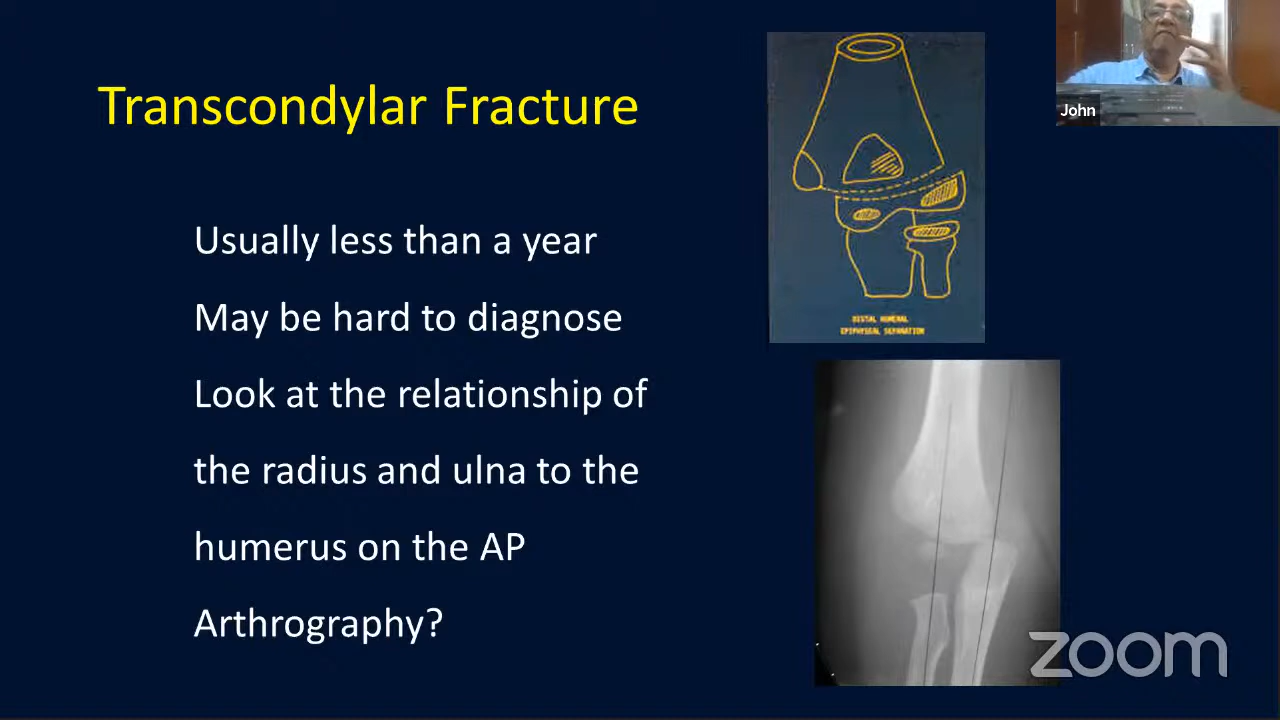 Transcondylar Fracture
John
Usually less than a year
May be hard to diagnose
Look at the relationship of
the radius and ulna to the
humerus on the AP
Arthrography?
DISTAL HUMERAL
EPIPHYSEAL SEPARATION
zoom